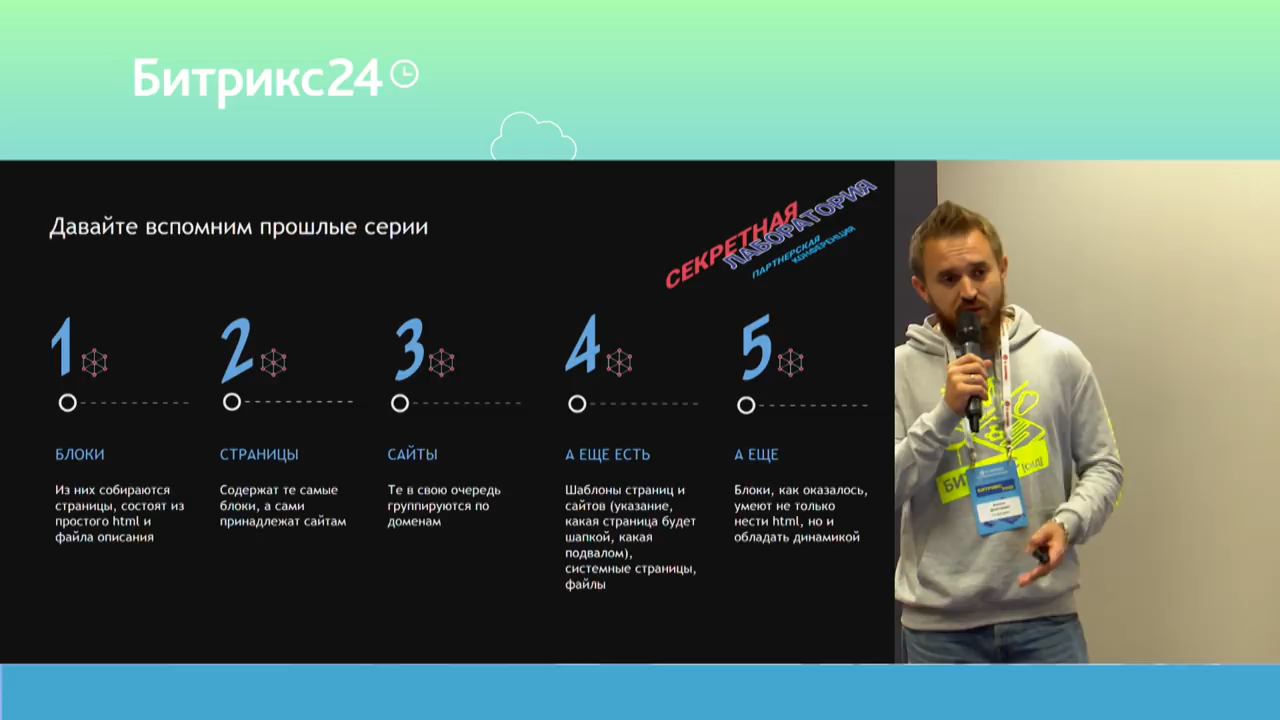 Битрикс24
Давайте вспомним прошлые серии
СЕКРЕТНАЯ
ЛАБОРАТОРИЯ
ПАРТНЕРСКАЯ
КОНФЕРЕНЦИЯ
1
2
3
4
5
БЛОКИ
Из них собираются
страницы, состоят из
простого html и
файла описания
СТРАНИЦЫ
Содержат те самые
блоки, а сами
принадлежат сайтам
САЙТЫ
Те в свою очередь
группируются по
доменам
А ЕЩЕ ЕСТЬ
Шаблоны страниц и
сайтов (указание,
какая страница будет
шапкой, какая
подвалом),
системные страницы,
файлы
А ЕЩЕ
Блоки, как оказалось,
умеют не только
нести html, но и
обладать динамикой